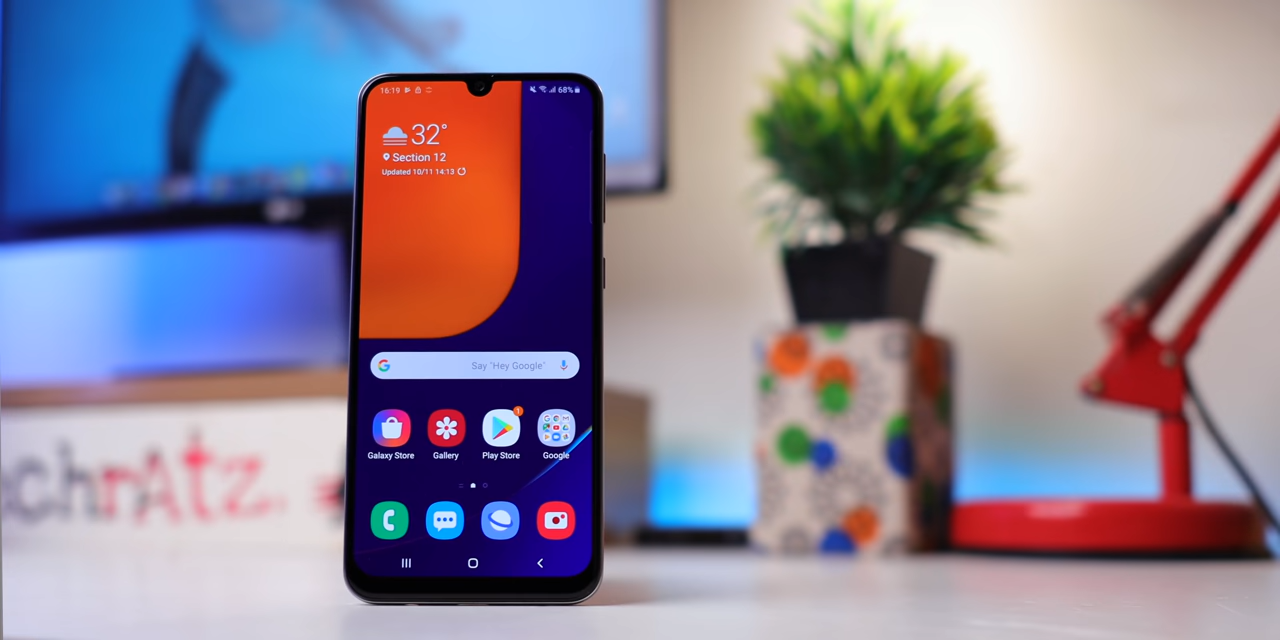 16:19
68%
32°
Section 12
Updated 10/11 14:13
G
Say "Hey Google"
1
Galaxy Store
Gallery
Play Store
Google
chrAtz